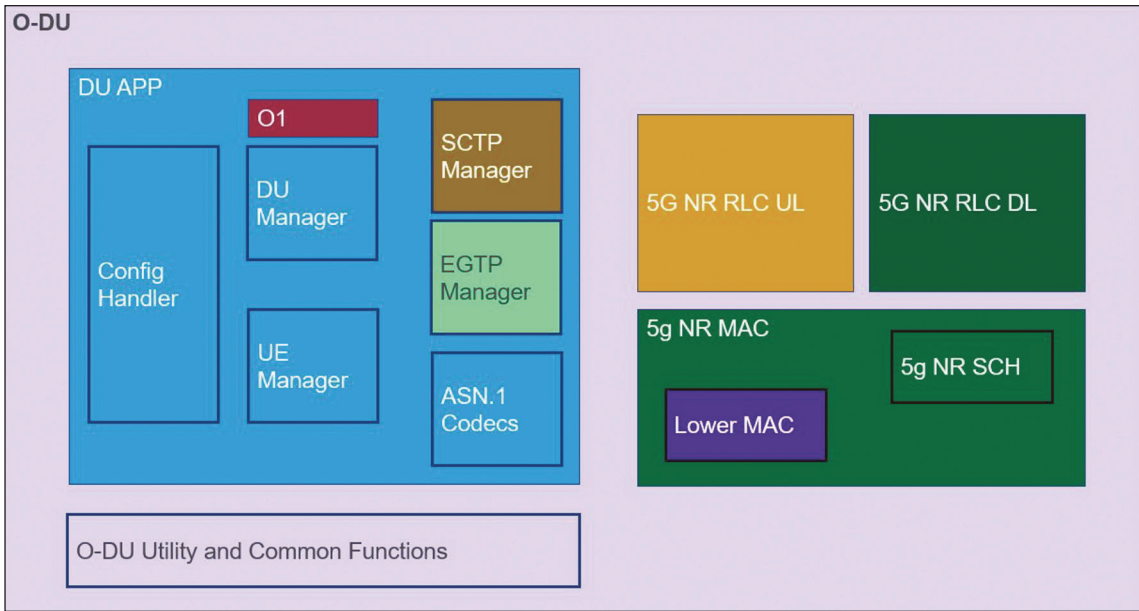 O-DU
DU APP
O1
DU
Manager
Config
Handler
UE
Manager
SCTP
Manager
EGTP
Manager
ASN.1
Codecs
5G NR RLC UL
5G NR RLC DL
5g NR MAC
5g NR SCH
Lower MAC
O-DU Utility and Common Functions